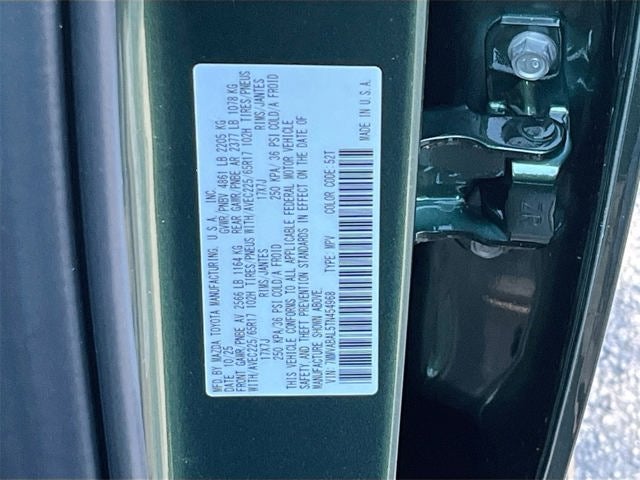 MFD BY MAZDA TOYOTA MANUFACTURING, U.S.A. INC.
DATE 10/25 GVWR/PNBV 4861 LB 2205 KG
FRONT GAWR/PNBE AV 2566 LB 1164 KG REAR GAWR/PNBE AR 2377 LB 1078 KG
WITH/AVEC225/65R17 102H TIRES/PNEUS WITH/AVEC225/65R17 102H TIRES/PNEUS
17X7J RIMS/JANTES 17X7J RIMS/JANTES
250 KPA/36 PSI COLD/A FROID 250 KPA/36 PSI COLD/A FROID
THIS VEHICLE CONFORMS TO ALL APPLICABLE FEDERAL MOTOR VEHICLE
SAFETY AND THEFT PREVENTION STANDARDS IN EFFECT ON THE DATE OF
MANUFACTURE SHOWN ABOVE.
VIN: 7MMVABAL5TN454968 TYPE: MPV COLOR CODE: 52T
MADE IN U.S.A.
ZR